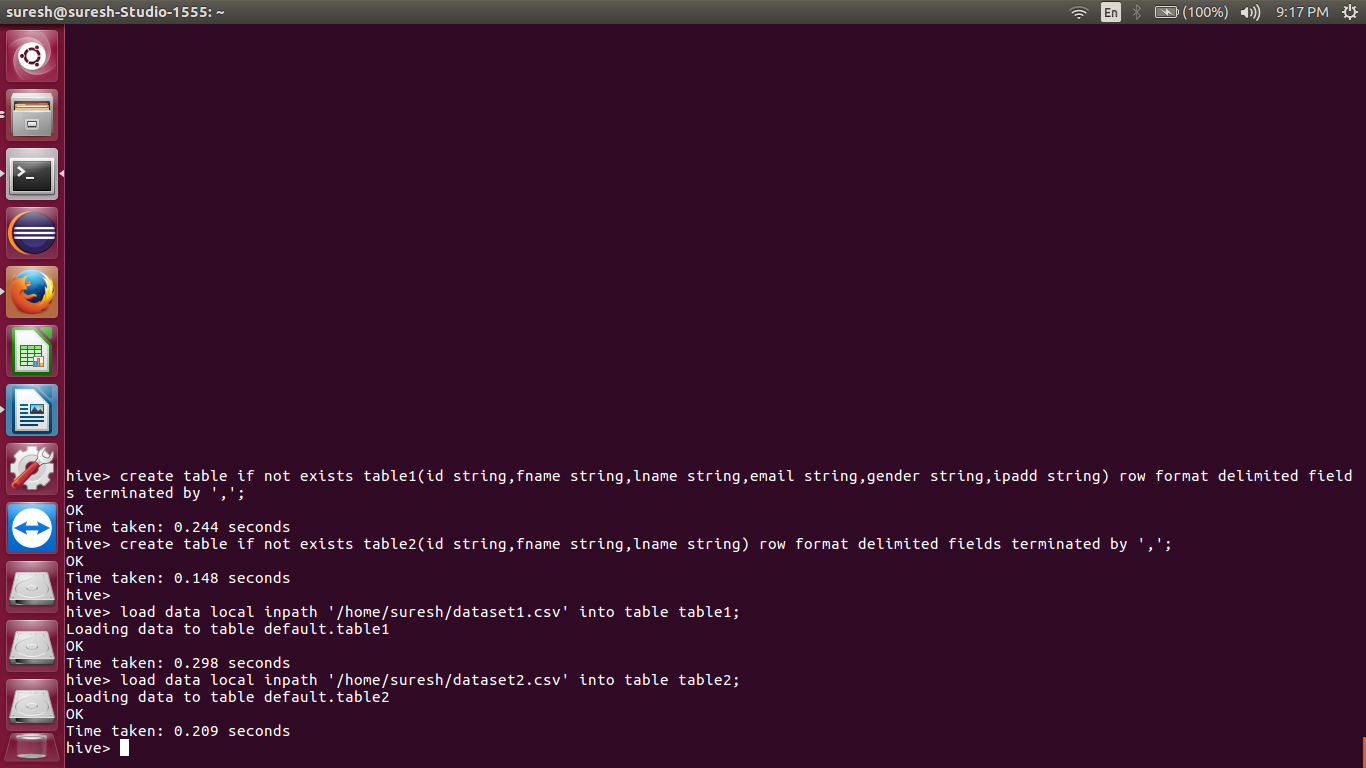 suresh@suresh-Studio-1555: ~
En
(100%)
9:17 PM
hive> create table if not exists table1(id string,fname string,lname string,email string,gender string,ipadd string) row format delimited field
s terminated by ',';
OK
Time taken: 0.244 seconds
hive> create table if not exists table2(id string,fname string,lname string) row format delimited fields terminated by ',';
OK
Time taken: 0.148 seconds
hive>
hive> load data local inpath '/home/suresh/dataset1.csv' into table table1;
Loading data to table default.table1
OK
Time taken: 0.298 seconds
hive> load data local inpath '/home/suresh/dataset2.csv' into table table2;
Loading data to table default.table2
OK
Time taken: 0.209 seconds
hive>